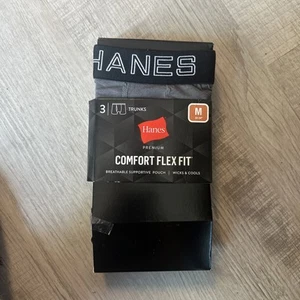 HANES
3 TRUNKS
M
Hanes
PREMIUM
COMFORT FLEX FIT
BREATHABLE SUPPORTIVE POUCH | WICKS & COOLS